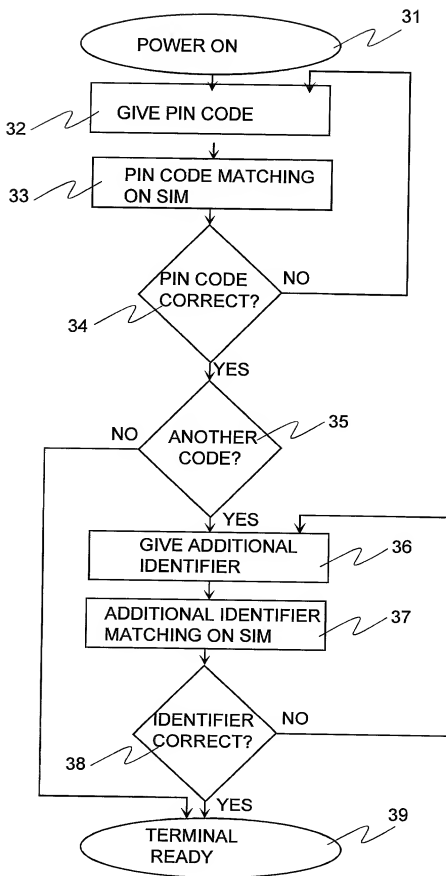 31
POWER ON
32
GIVE PIN CODE
33
PIN CODE MATCHING
ON SIM
PIN CODE
CORRECT?
NO
34
YES
NO
ANOTHER
CODE?
35
YES
GIVE ADDITIONAL
IDENTIFIER
36
ADDITIONAL IDENTIFIER
MATCHING ON SIM
37
IDENTIFIER
CORRECT?
NO
38
YES
TERMINAL
READY
39